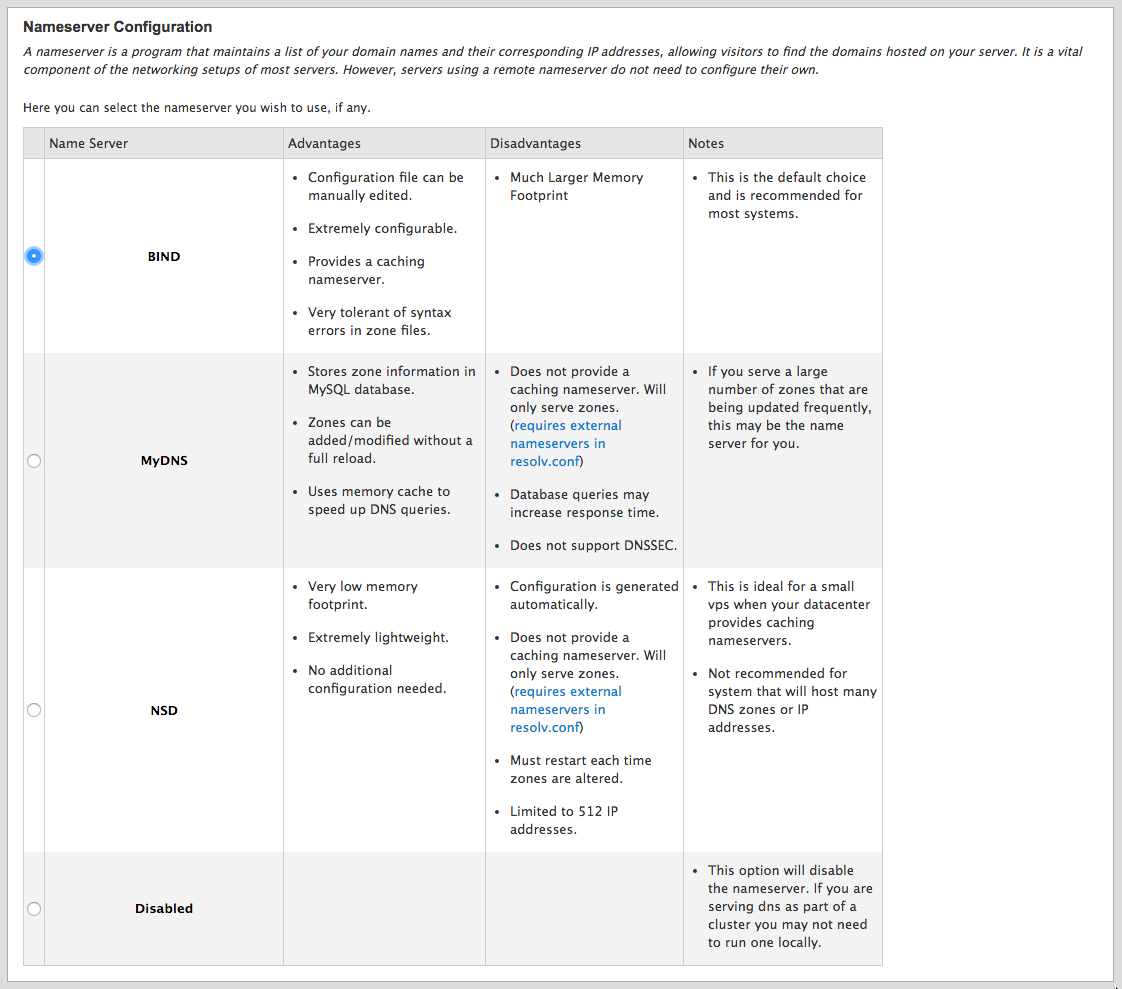 Nameserver Configuration
A nameserver is a program that maintains a list of your domain names and their corresponding IP addresses, allowing visitors to find the domains hosted on your server. It is a vital
component of the networking setups of most servers. However, servers using a remote nameserver do not need to configure their own.
Here you can select the nameserver you wish to use, if any.
Name Server
Advantages
Disadvantages
Notes
BIND
• Configuration file can be
manually edited.
• Extremely configurable.
• Provides a caching
nameserver.
• Very tolerant of syntax
errors in zone files.
• Much Larger Memory
Footprint
• This is the default choice
and is recommended for
most systems.
MyDNS
• Stores zone information in
MySQL database.
• Zones can be
added/modified without a
full reload.
• Uses memory cache to
speed up DNS queries.
• Does not provide a
caching nameserver. Will
only serve zones.
(requires external
nameservers in
resolv.conf)
• Database queries may
increase response time.
• Does not support DNSSEC.
• If you serve a large
number of zones that are
being updated frequently,
this may be the name
server for you.
NSD
• Very low memory
footprint.
• Extremely lightweight.
• No additional
configuration needed.
• Configuration is generated
automatically.
• Does not provide a
caching nameserver. Will
only serve zones.
(requires external
nameservers in
resolv.conf)
• Must restart each time
zones are altered.
• Limited to 512 IP
addresses.
• This is ideal for a small
vps when your datacenter
provides caching
nameservers.
• Not recommended for
system that will host many
DNS zones or IP
addresses.
Disabled
• This option will disable
the nameserver. If you are
serving dns as part of a
cluster you may not need
to run one locally.